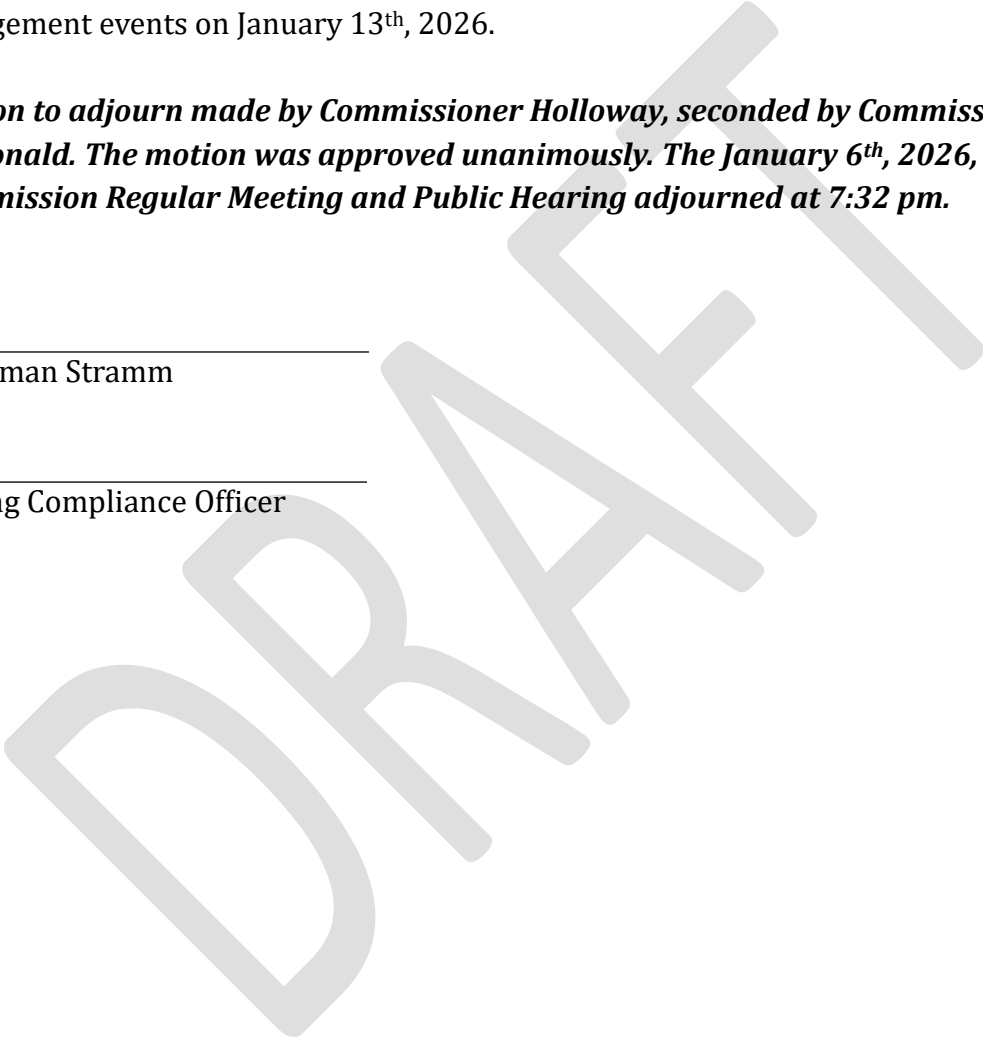 gement events on January 13th, 2026.
on to adjourn made by Commissioner Holloway, seconded by Commiss
onald. The motion was approved unanimously. The January 6th, 2026,
mission Regular Meeting and Public Hearing adjourned at 7:32 pm.
man Stramm
ng Compliance Officer
DRAFT